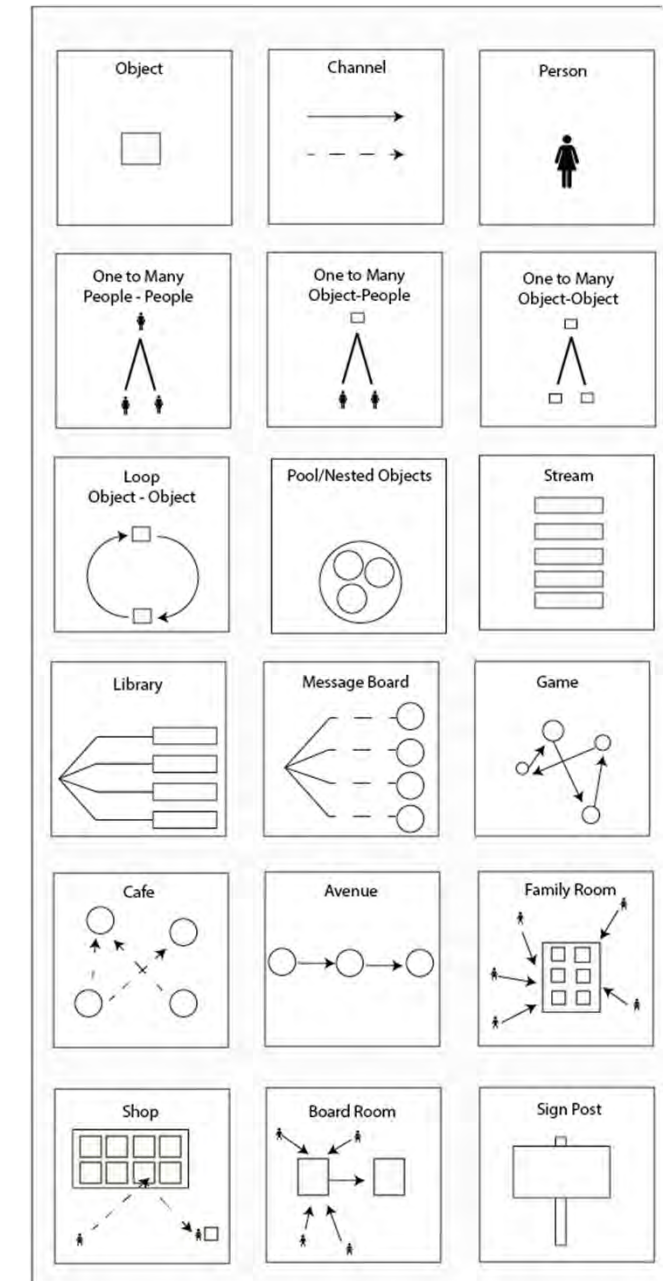 Object
Channel
Person
One to Many
People - People
One to Many
Object-People
One to Many
Object-Object
Loop
Object - Object
Pool/Nested Objects
Stream
Library
Message Board
Game
Cafe
Avenue
Family Room
Shop
Board Room
Sign Post